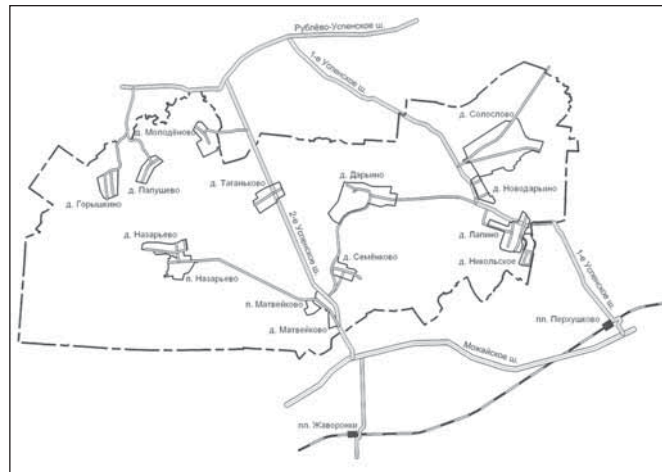 Рублёво-Успенское ш.
1-е Успенское ш.
д. Солослово
д. Молодёново
д. Папушево
д. Таганьково
д. Дарьино
д. Новодарьино
д. Горышкино
д. Назарьево
2-е Успенское ш.
д. Лапино
д. Семёнково
д. Никольское
п. Назарьево
1-е Успенское ш.
п. Матвейково
д. Матвейково
пл. Перхушково
Можайское ш.
пл. Жаворонки